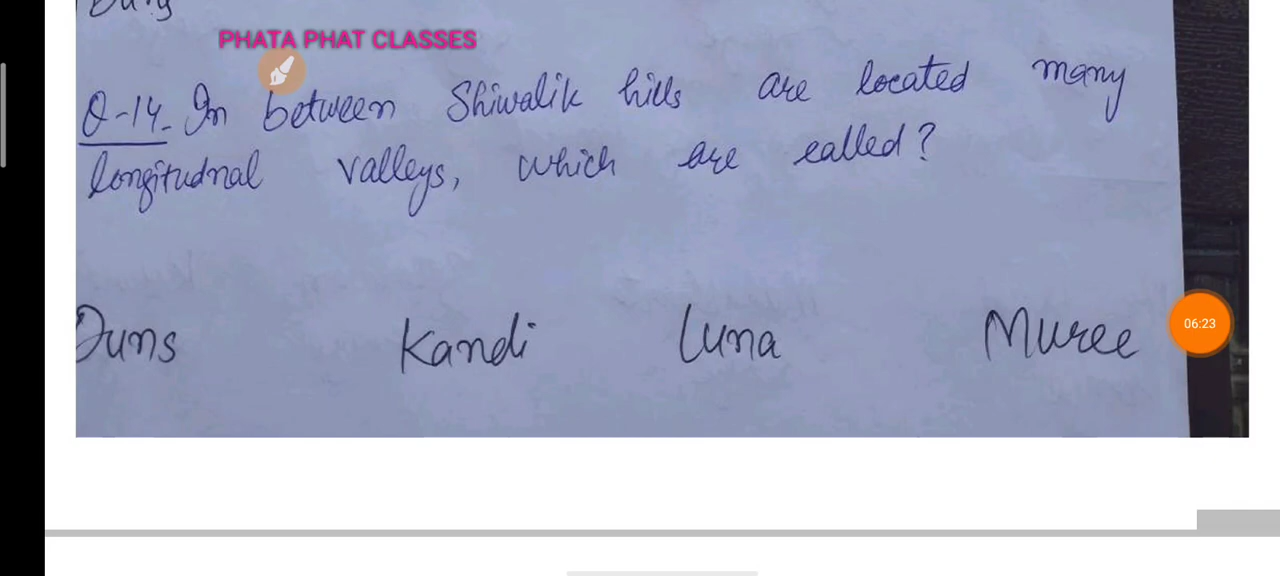 PHATA PHAT CLASSES
Q-14- In between Shiwalik hills are located many
longitudnal valleys, which are called?
Duns Kandi Luna Muree
06:23